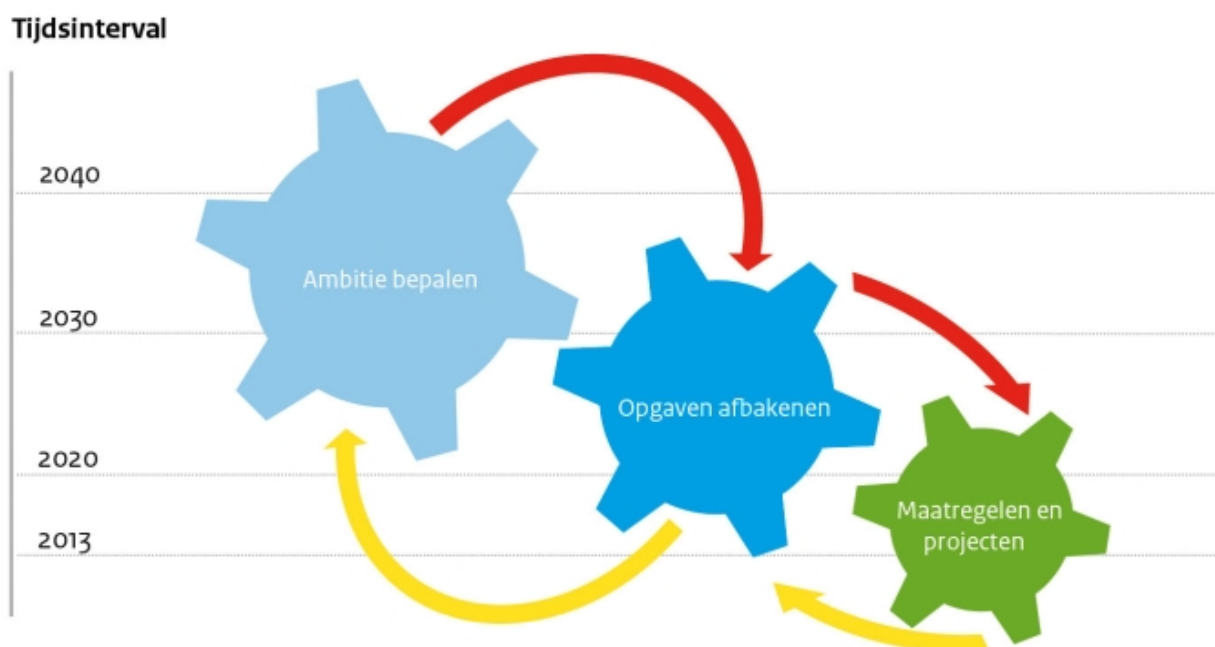 Tijdsinterval
2040
Ambitie bepalen
2030
Opgaven afbakenen
2020
Maatregelen en
projecten
2013